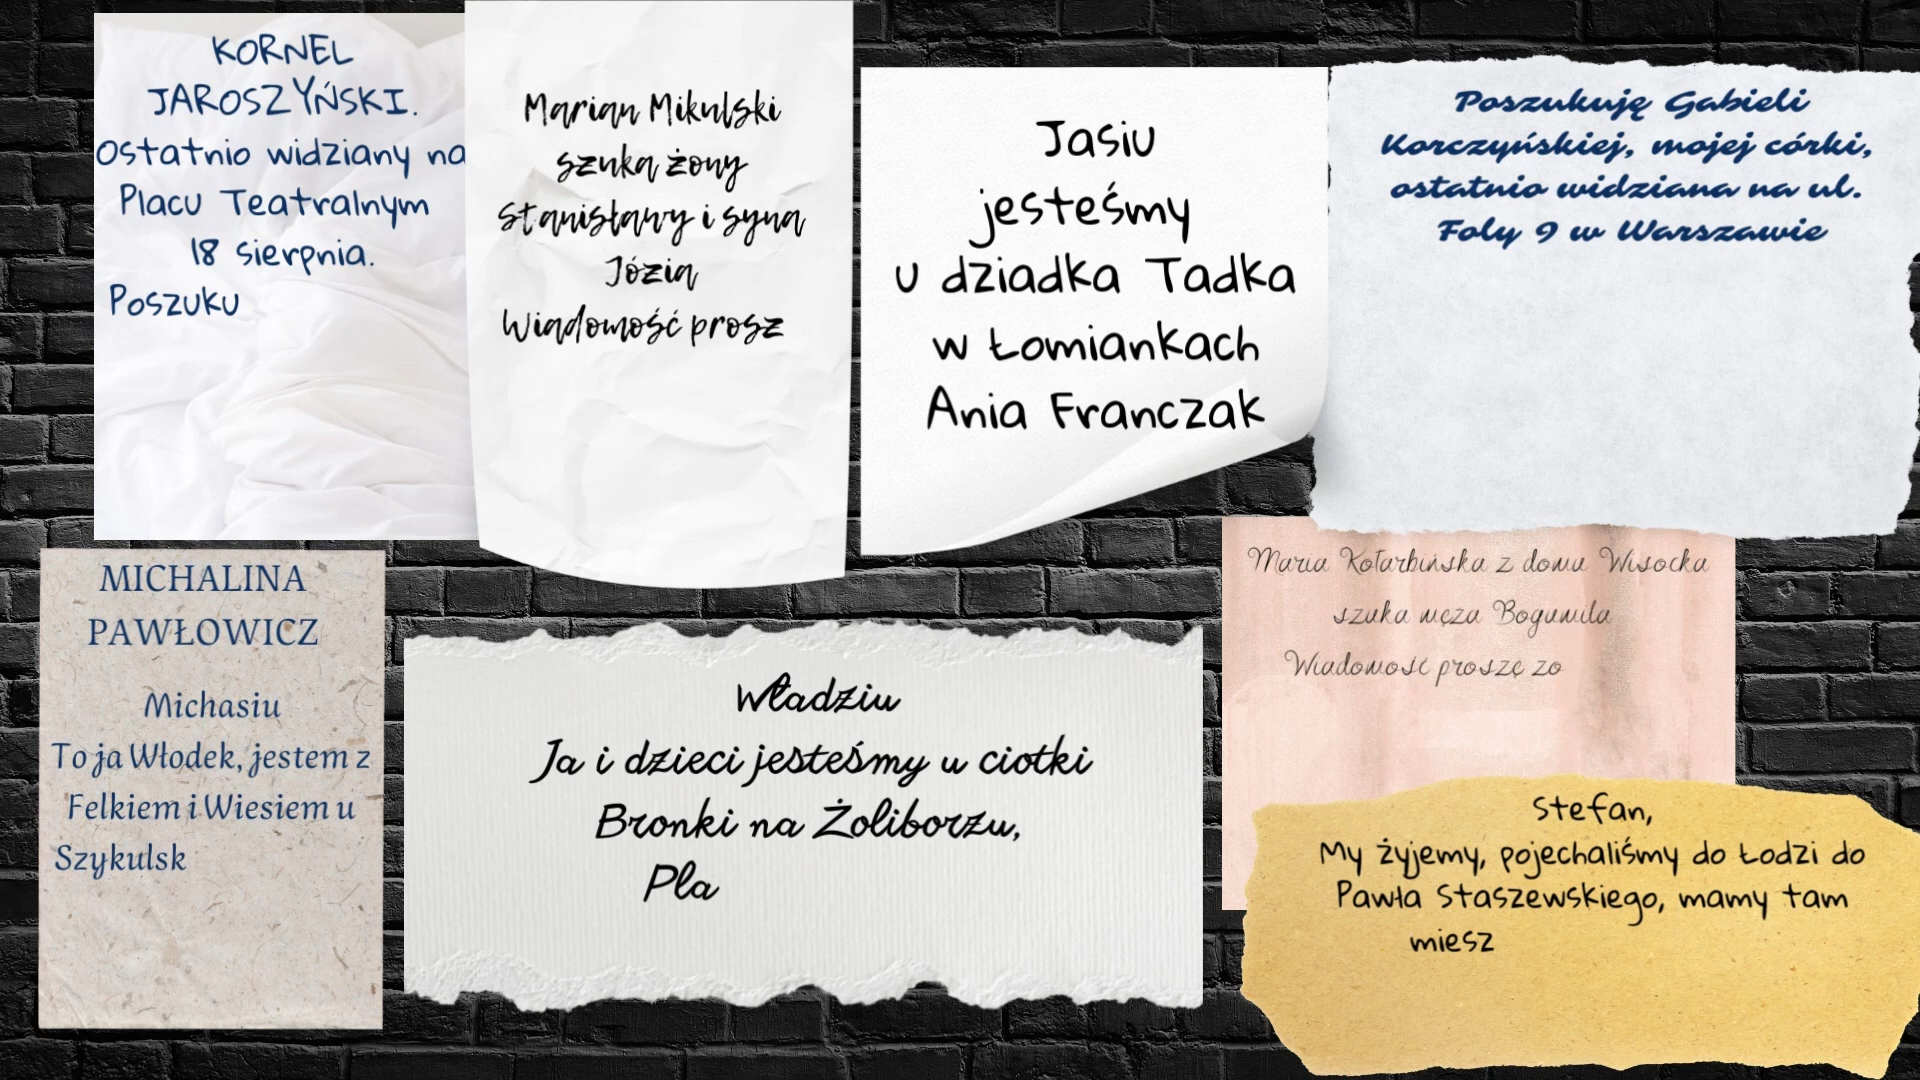 KORNEL
JAROSZYŃSKI.
Ostatnio widziany na
Placu Teatralnym
18 sierpnia.
Poszuku
Marian Mikulski
szuka żony
Stanisławy i syna
Józia
Wiadomość prosz
Jasiu
jesteśmy
u dziadka Tadka
w Łomiankach
Ania Franczak
Poszukuję Gabieli
Korczyńskiej, mojej córki,
ostatnio widziana na ul.
Foly 9 w Warszawie
MICHALINA
PAWŁOWICZ
Michasiu
To ja Włodek, jestem z
Felkiem i Wiesiem u
Szykulsk
Władziu
Ja i dzieci jesteśmy u ciotki
Bronki na Żoliborzu,
Pla
Maria Kotarbińska z domu Wisocka
szuka męża Bogumila
Wiadomość proszę zo
Stefan,
My żyjemy, pojechaliśmy do Łodzi do
Pawła Staszewskiego, mamy tam
miesz